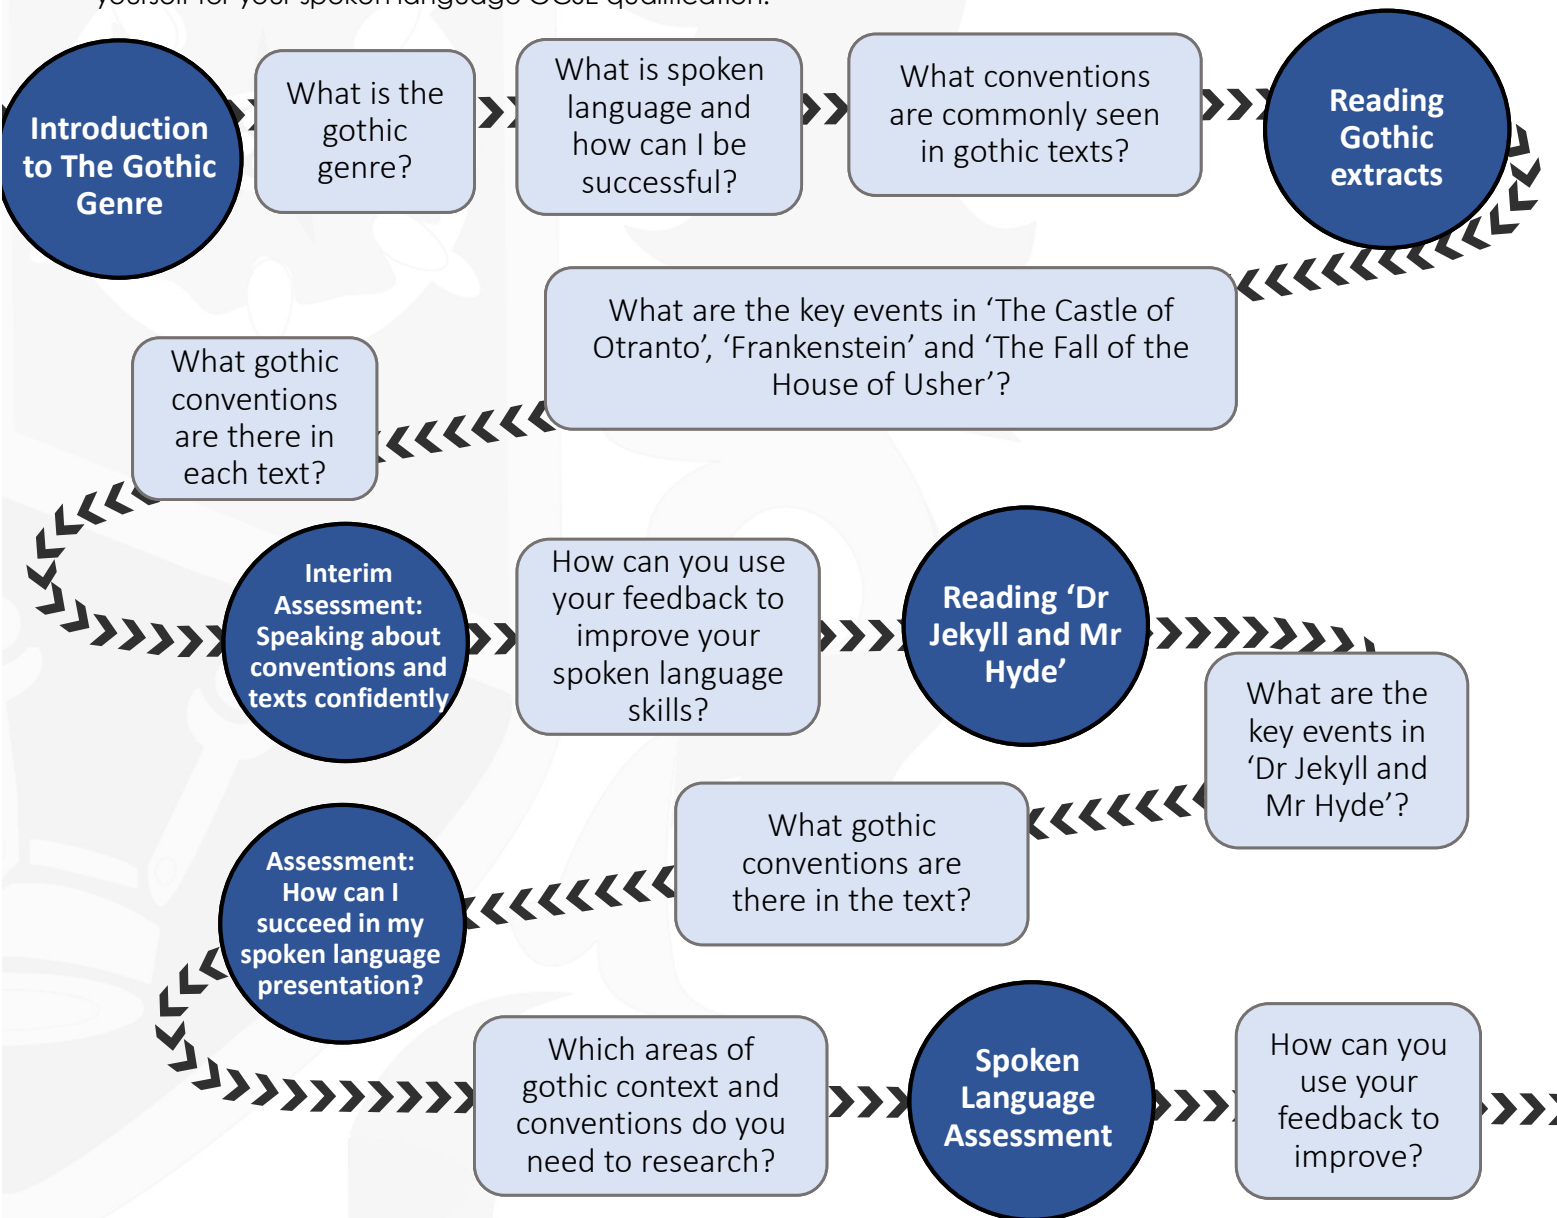 yourself for your spoken language GCSE qualification.
Introduction
to The Gothic
Genre
What is the
gothic
genre?
What is spoken
language and
how can I be
successful?
What conventions
are commonly seen
in gothic texts?
Reading
Gothic
extracts
What are the key events in ‘The Castle of
Otranto’, ‘Frankenstein’ and ‘The Fall of the
House of Usher’?
What gothic
conventions
are there in
each text?
Interim
Assessment:
Speaking about
conventions and
texts confidently
How can you use
your feedback to
improve your
spoken language
skills?
Reading ‘Dr
Jekyll and Mr
Hyde’
What are the
key events in
‘Dr Jekyll and
Mr Hyde’?
What gothic
conventions are
there in the text?
Assessment:
How can I
succeed in my
spoken language
presentation?
Which areas of
gothic context and
conventions do you
need to research?
Spoken
Language
Assessment
How can you
use your
feedback to
improve?